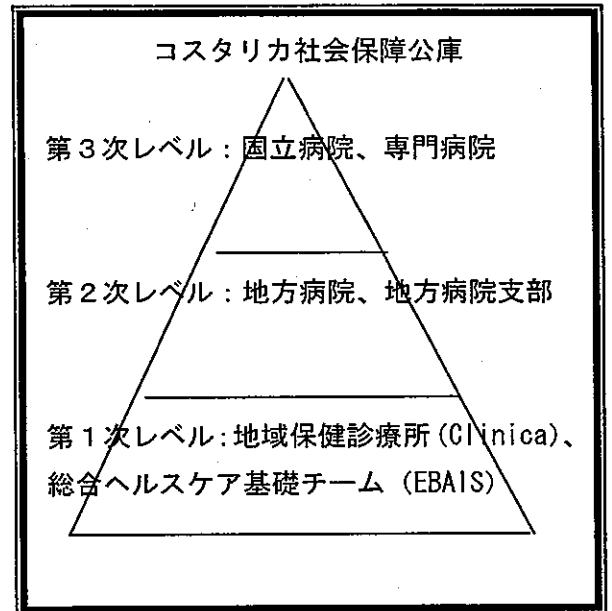 コスタリカ社会保障公庫
第３次レベル：国立病院、専門病院
第２次レベル：地方病院、地方病院支部
第１次レベル：地域保健診療所(Clinica)、
総合ヘルスケア基礎チーム（EBAIS）